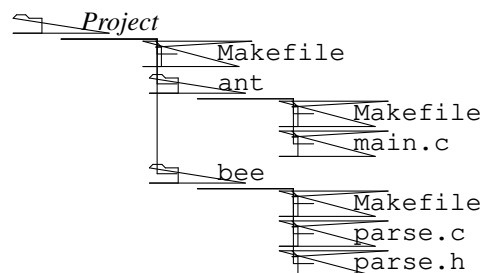 Project
Makefile
ant
Makefile
main.c
bee
Makefile
parse.c
parse.h